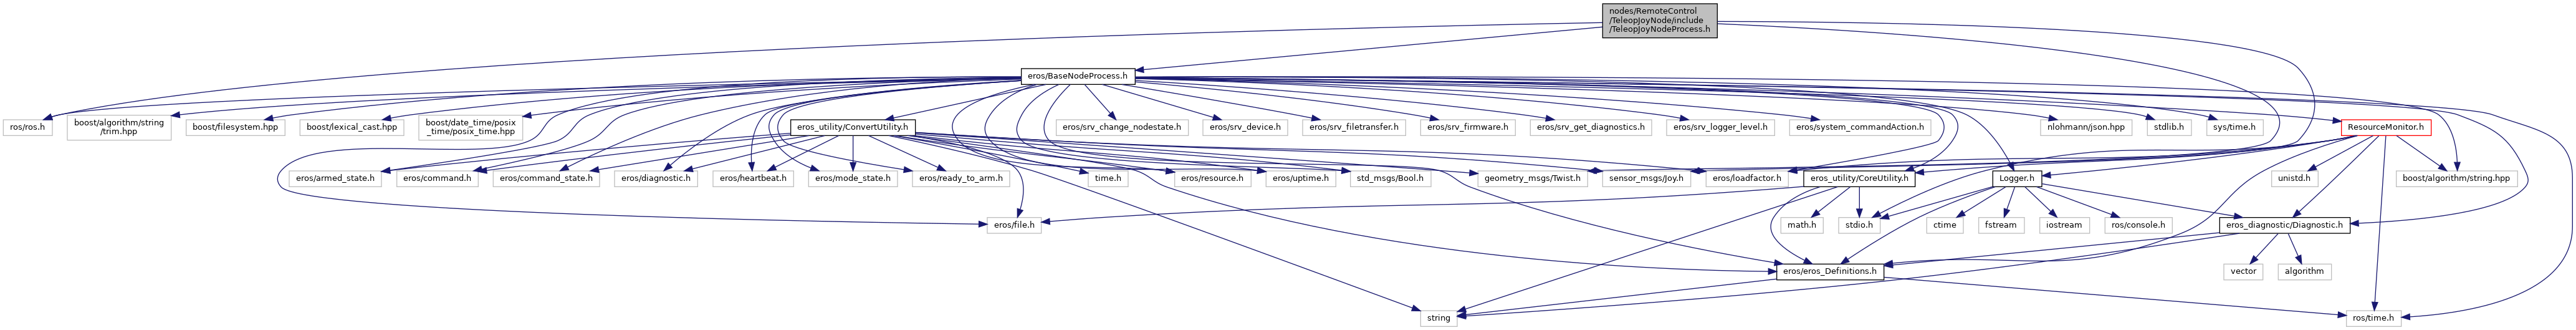 nodes/RemoteControl
/TeleopJoyNode/include
/TeleopJoyNodeProcess.h
eros/BaseNodeProcess.h
ros/ros.h
boost/algorithm/string
/trim.hpp
boost/filesystem.hpp
boost/lexical_cast.hpp
boost/date_time/posix
_time/posix_time.hpp
eros_utility/ConvertUtility.h
eros/srv_change_nodestate.h
eros/srv_device.h
eros/srv_filetransfer.h
eros/srv_firmware.h
eros/srv_get_diagnostics.h
eros/srv_logger_level.h
eros/system_commandAction.h
nlohmann/json.hpp
stdlib.h
sys/time.h
ResourceMonitor.h
eros/armed_state.h
eros/command.h
eros/command_state.h
eros/diagnostic.h
eros/heartbeat.h
eros/mode_state.h
eros/ready_to_arm.h
time.h
eros/resource.h
eros/uptime.h
std_msgs/Bool.h
geometry_msgs/Twist.h
sensor_msgs/Joy.h
eros/loadfactor.h
eros_utility/CoreUtility.h
Logger.h
unistd.h
boost/algorithm/string.hpp
eros/file.h
math.h
stdio.h
ctime
fstream
iostream
ros/console.h
eros_diagnostic/Diagnostic.h
eros/eros_Definitions.h
vector
algorithm
string
ros/time.h